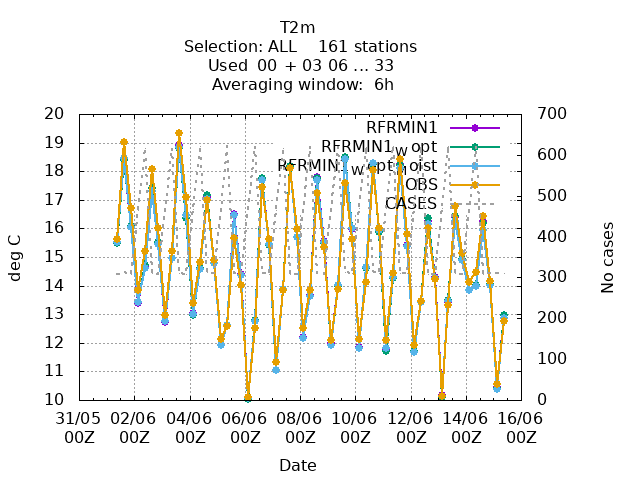 T2m
Selection: ALL    161 stations
Used  00 + 03 06 ... 33
Averaging window:  6h
RFRMIN1
RFRMIN1_wopt
OBS
CASES
deg C
20
19
18
17
16
15
14
13
12
11
10
700
600
500
400
300
200
100
0
No cases
31/05 02/06 04/06 06/06 08/06 10/06 12/06 14/06 16/06
00Z 00Z 00Z 00Z 00Z 00Z 00Z 00Z 00Z
Date